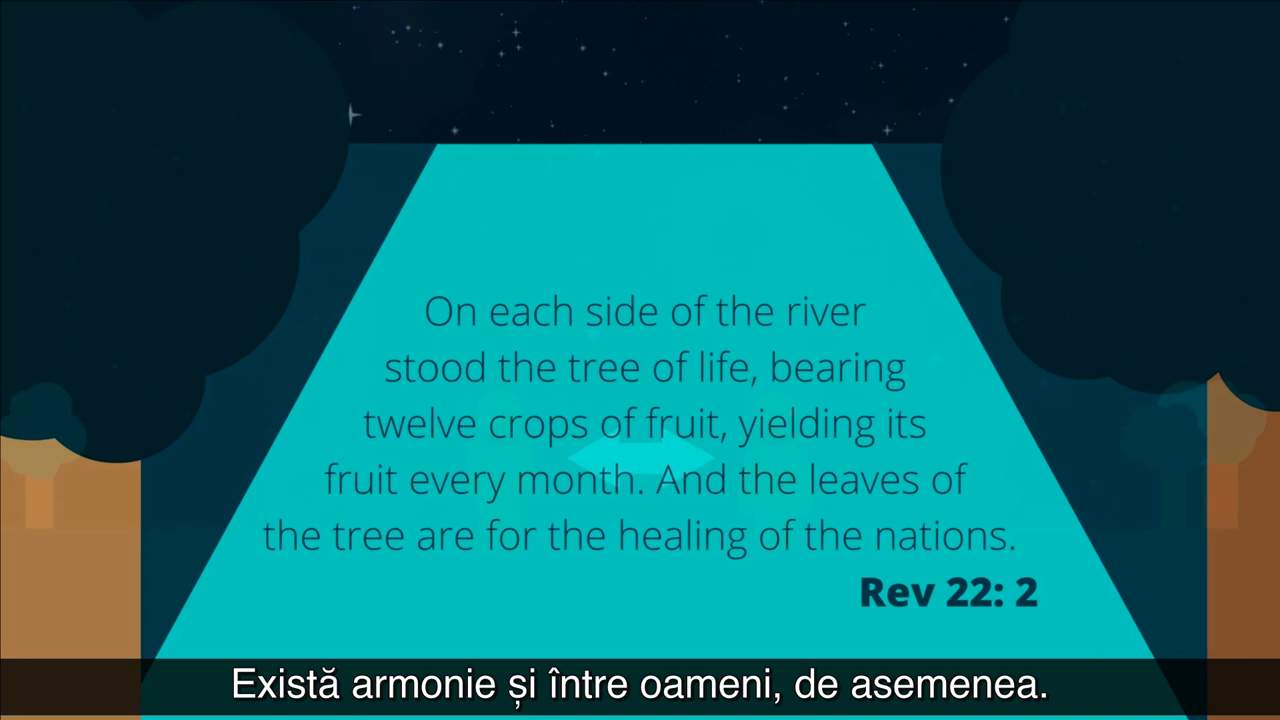 On each side of the river
stood the tree of life, bearing
twelve crops of fruit, yielding its
fruit every month. And the leaves of
the tree are for the healing of the nations.
Rev 22: 2
Există armonie și între oameni, de asemenea.